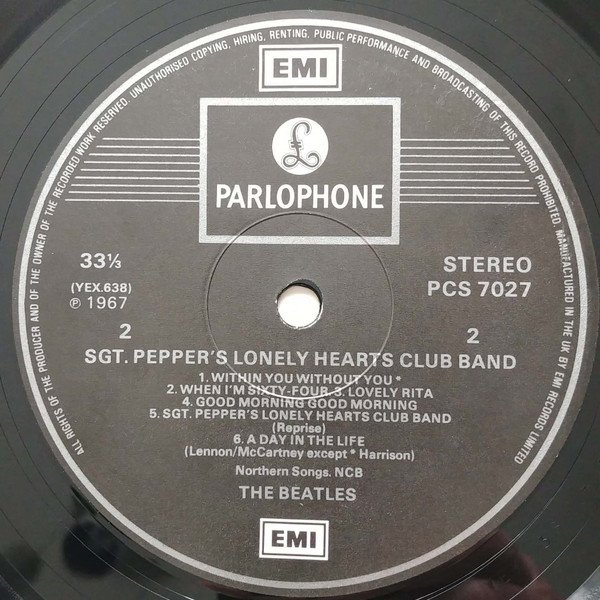 ALL RIGHTS OF THE PRODUCER AND OF THE OWNER OF THE RECORDED WORK RESERVED. UNAUTHORISED COPYING, HIRING, RENTING, PUBLIC PERFORMANCE AND BROADCASTING OF THIS RECORD PROHIBITED. MANUFACTURED IN THE UK BY EMI RECORDS LIMITED
EMI
£
PARLOPHONE
33⅓
STEREO
(YEX.638)
PCS 7027
℗ 1967
2
2
SGT. PEPPER'S LONELY HEARTS CLUB BAND
1. WITHIN YOU WITHOUT YOU *
2. WHEN I'M SIXTY-FOUR. 3. LOVELY RITA
4. GOOD MORNING GOOD MORNING
5. SGT. PEPPER'S LONELY HEARTS CLUB BAND
(Reprise)
6. A DAY IN THE LIFE
(Lennon/McCartney except * Harrison)
Northern Songs. NCB
THE BEATLES
EMI